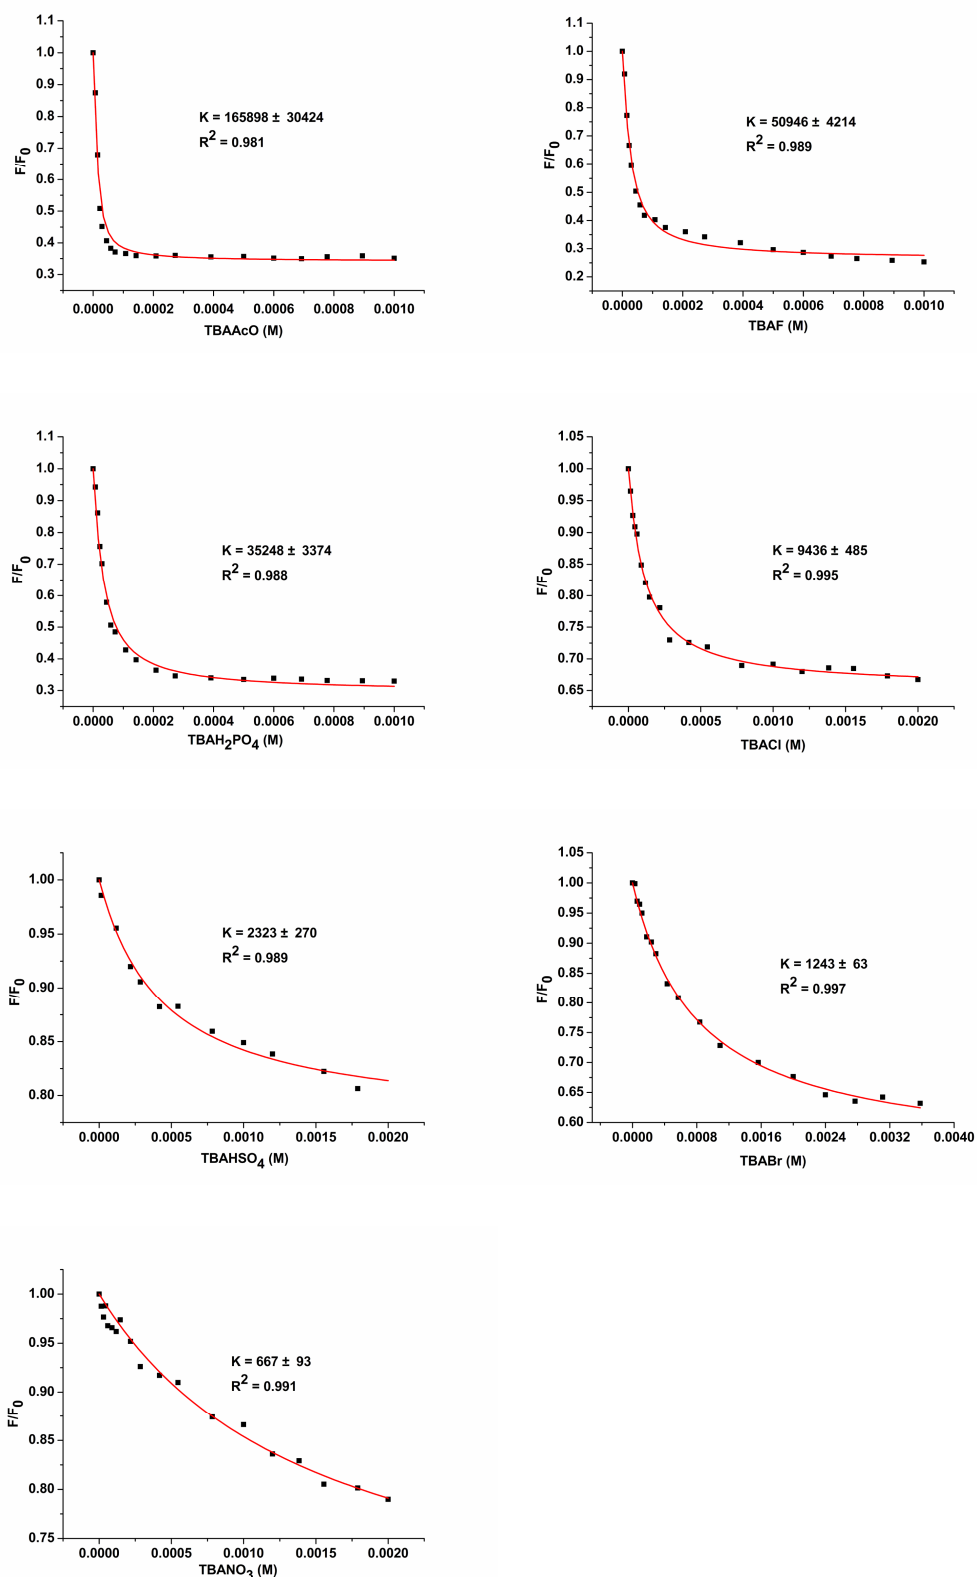 1.1
1.0
0.9
0.8
0.7
0.6
0.5
0.4
0.3
F/F0
K = 165898 ± 30424
R2 = 0.981
0.0000 0.0002 0.0004 0.0006 0.0008 0.0010
TBAAcO (M)
1.1
1.0
0.9
0.8
0.7
0.6
0.5
0.4
0.3
0.2
F/F0
K = 50946 ± 4214
R2 = 0.989
0.0000 0.0002 0.0004 0.0006 0.0008 0.0010
TBAF (M)
1.1
1.0
0.9
0.8
0.7
0.6
0.5
0.4
0.3
F/F0
K = 35248 ± 3374
R2 = 0.988
0.0000 0.0002 0.0004 0.0006 0.0008 0.0010
TBAH2PO4 (M)
1.05
1.00
0.95
0.90
0.85
0.80
0.75
0.70
0.65
F/F0
K = 9436 ± 485
R2 = 0.995
0.0000 0.0005 0.0010 0.0015 0.0020
TBACl (M)
1.00
0.95
0.90
0.85
0.80
F/F0
K = 2323 ± 270
R2 = 0.989
0.0000 0.0005 0.0010 0.0015 0.0020
TBAHSO4 (M)
1.05
1.00
0.95
0.90
0.85
0.80
0.75
0.70
0.65
0.60
F/F0
K = 1243 ± 63
R2 = 0.997
0.0000 0.0008 0.0016 0.0024 0.0032 0.0040
TBABr (M)
1.00
0.95
0.90
0.85
0.80
0.75
F/F0
K = 667 ± 93
R2 = 0.991
0.0000 0.0005 0.0010 0.0015 0.0020
TBANO3 (M)